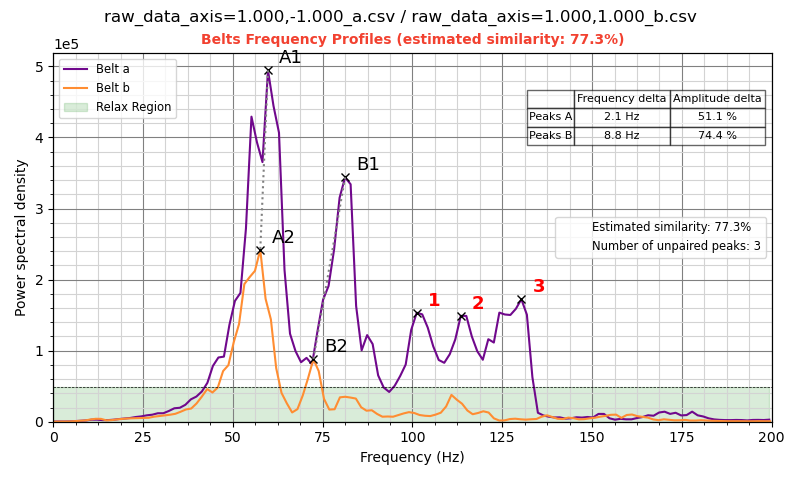 raw_data_axis=1.000,-1.000_a.csv / raw_data_axis=1.000,1.000_b.csv
Belts Frequency Profiles (estimated similarity: 77.3%)
1e5
Belt a
Belt b
Relax Region
A1
A2
B1
B2
1
2
3
Frequency delta Amplitude delta
Peaks A 2.1 Hz 51.1 %
Peaks B 8.8 Hz 74.4 %
Estimated similarity: 77.3%
Number of unpaired peaks: 3
Power spectral density
5
4
3
2
1
0
0 25 50 75 100 125 150 175 200
Frequency (Hz)